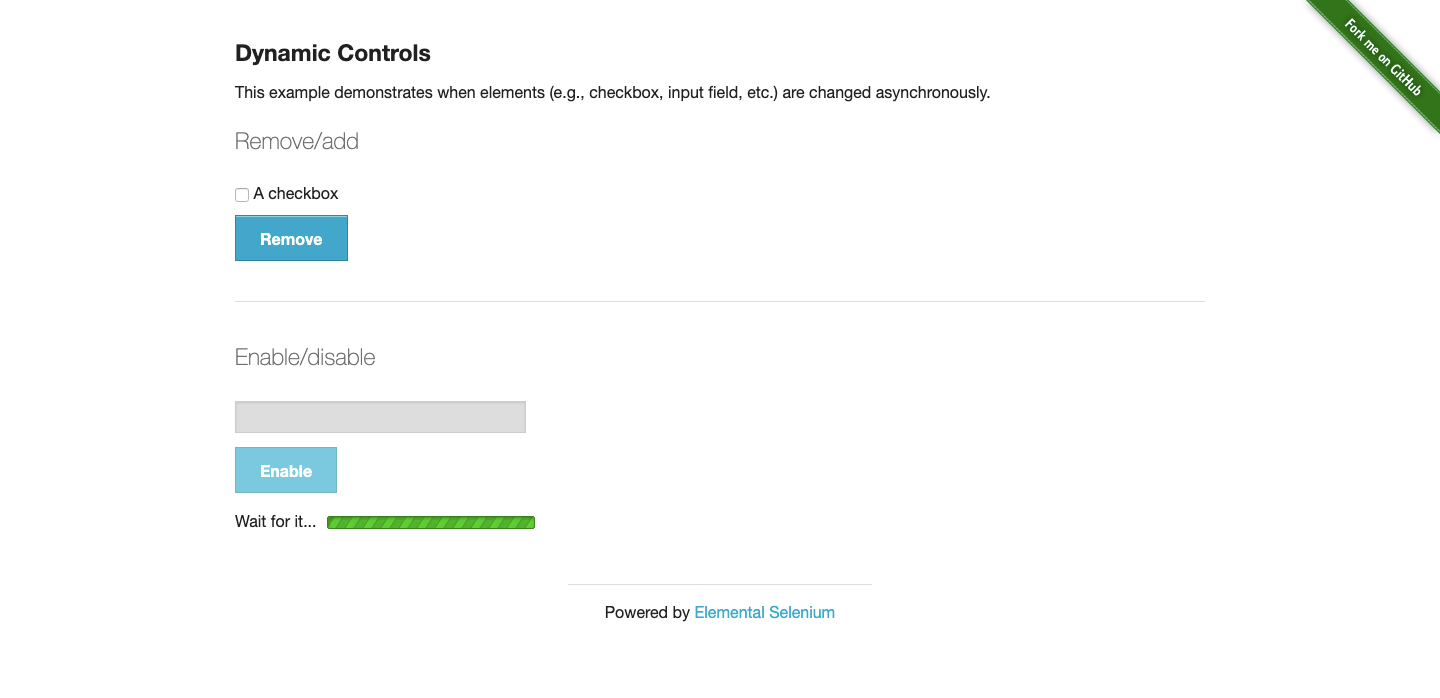 Fork me on GitHub
Dynamic Controls
This example demonstrates when elements (e.g., checkbox, input field, etc.) are changed asynchronously.
Remove/add
A checkbox
Remove
Enable/disable
Enable
Wait for it...
Powered by Elemental Selenium